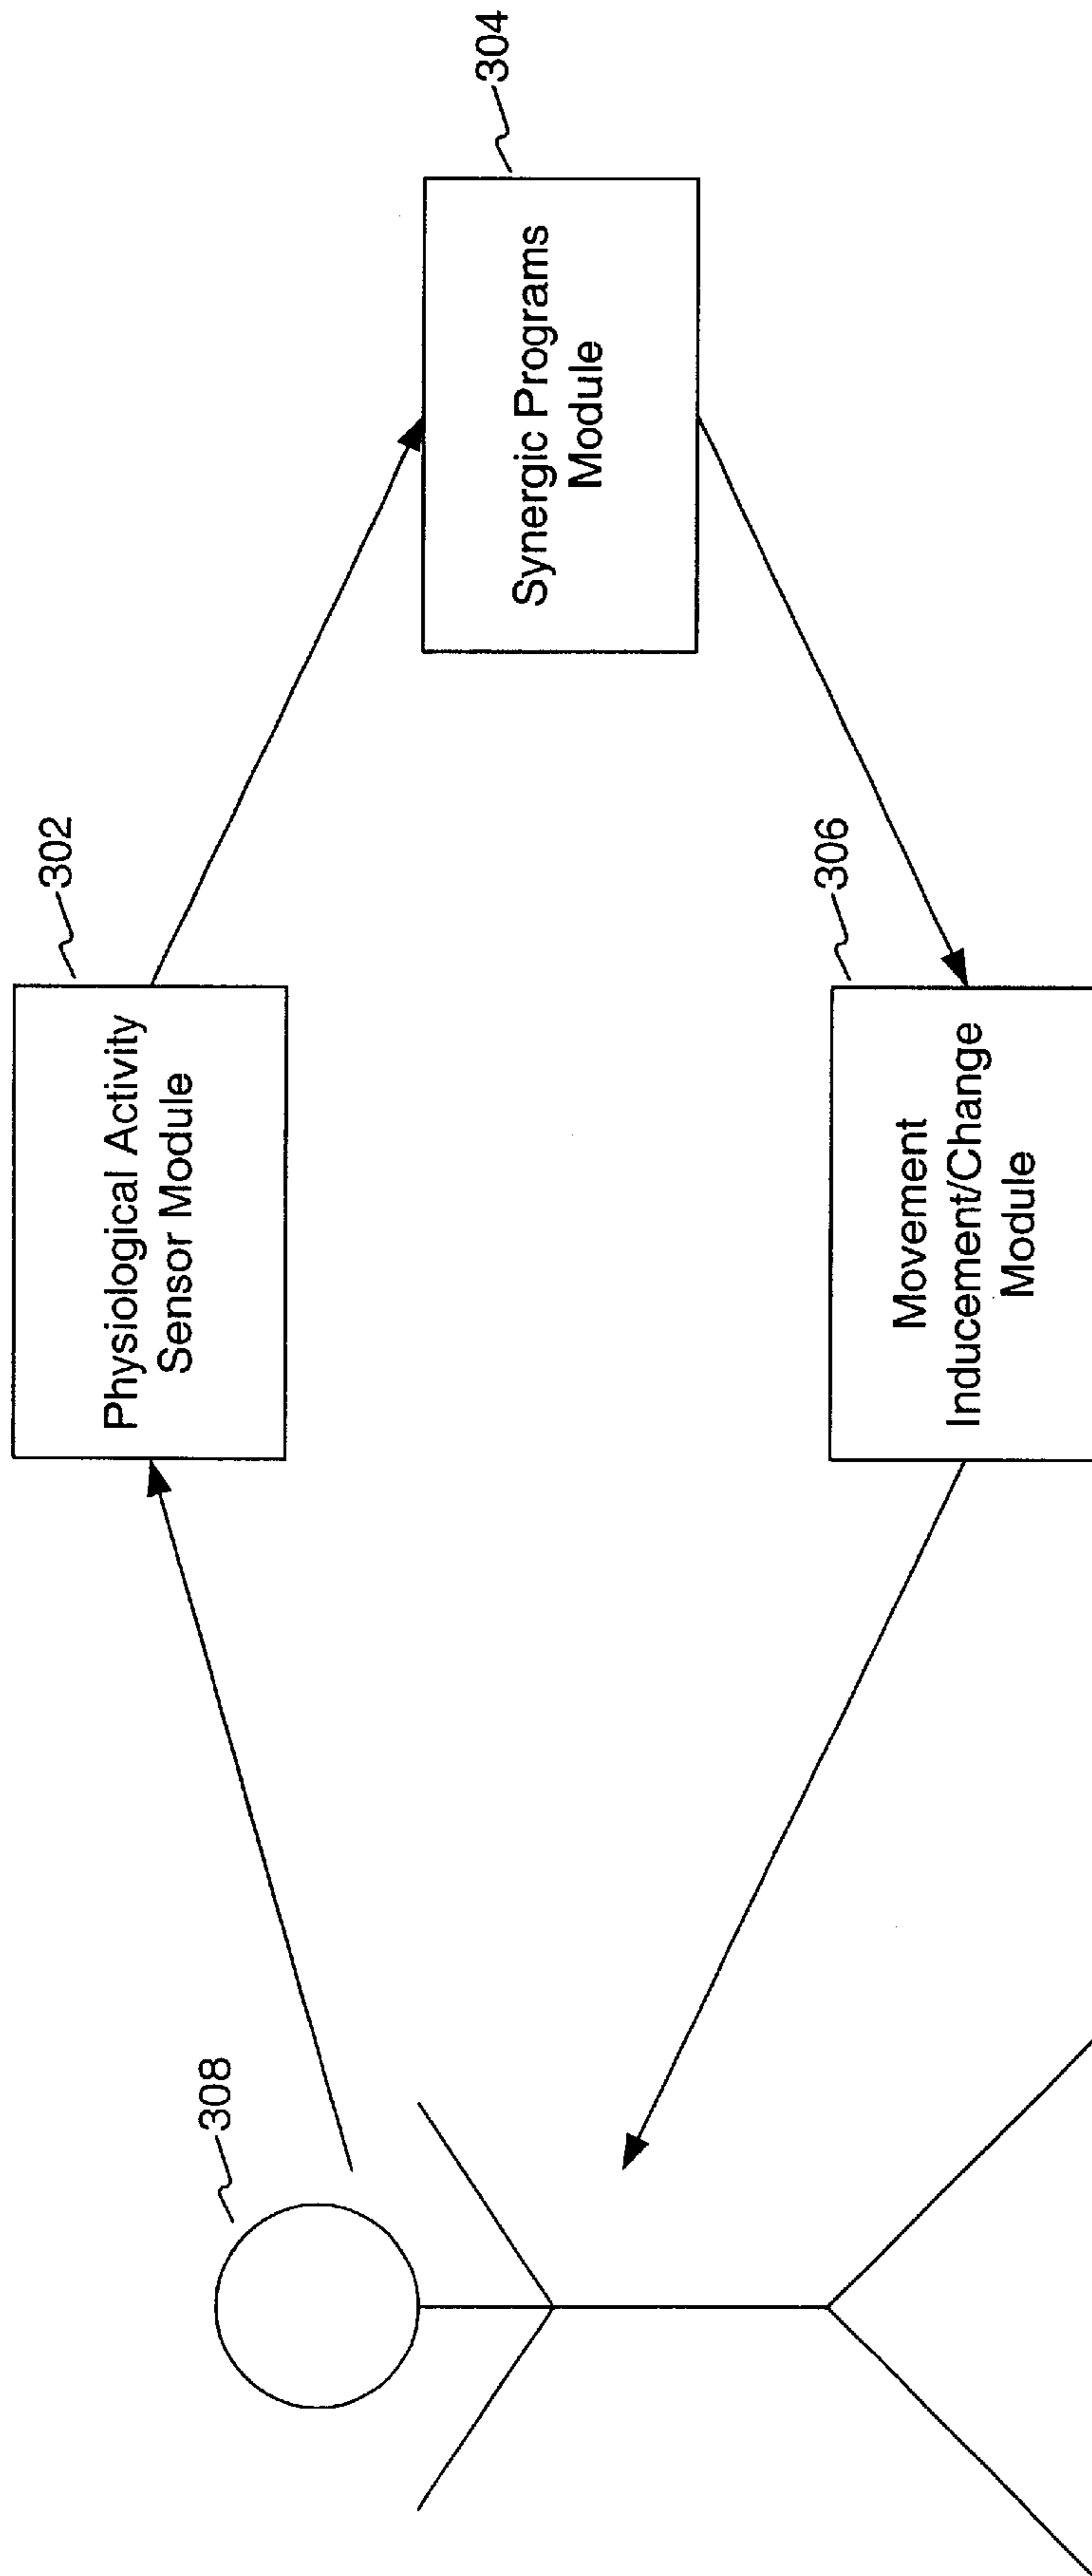 308
302
Physiological Activity
Sensor Module
304
Synergic Programs
Module
306
Movement
Inducement/Change
Module